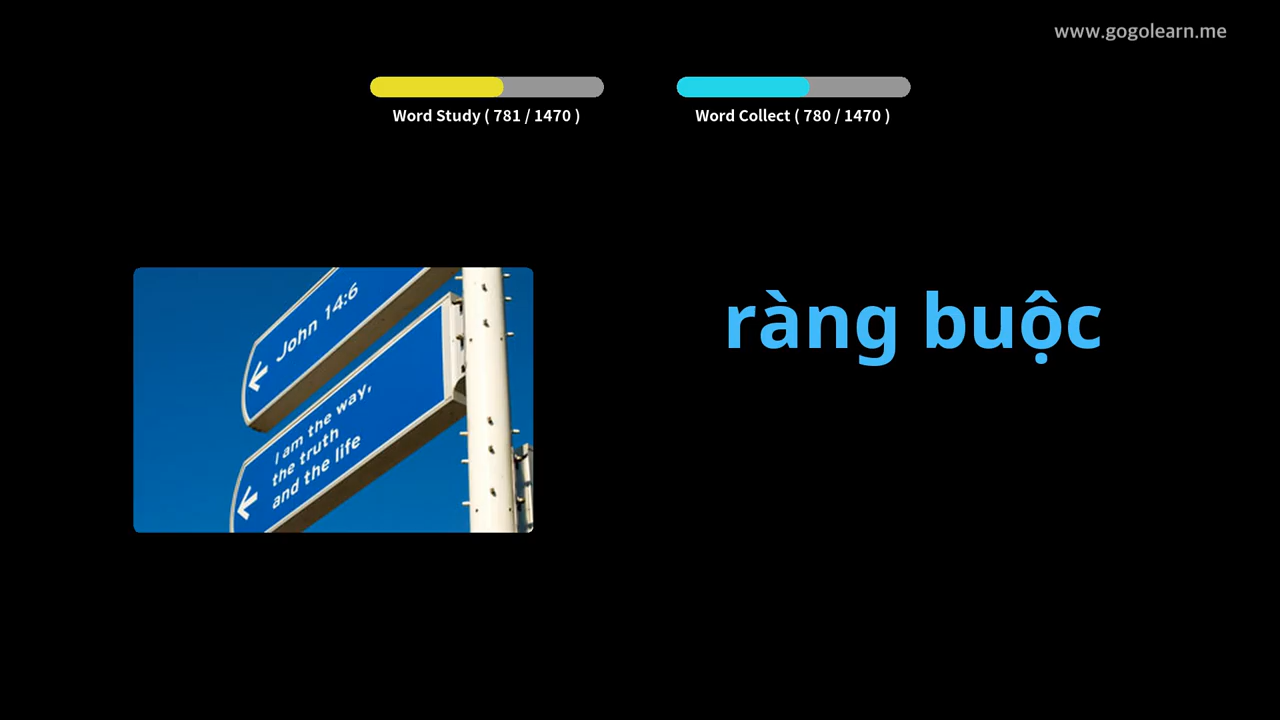 www.gogolearn.me
Word Study ( 781 / 1470 )
Word Collect ( 780 / 1470 )
John 14:6
I am the way,
the truth
and the life
ràng buộc